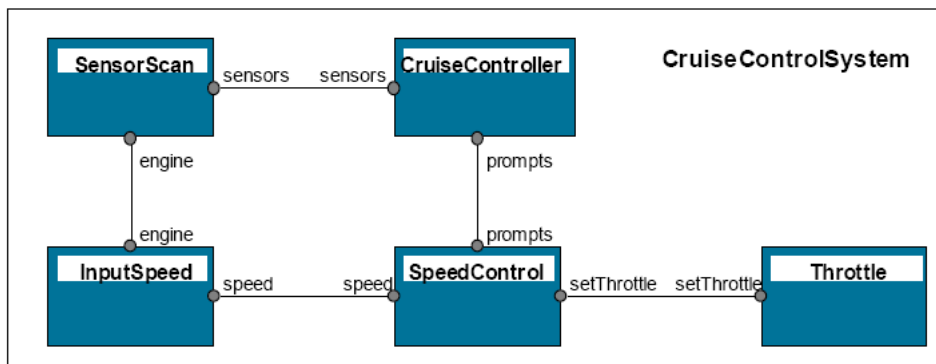 SensorScan
CruiseController
CruiseControlSystem
sensors sensors
engine
prompts
engine
prompts
InputSpeed
SpeedControl
Throttle
speed speed
setThrottle setThrottle